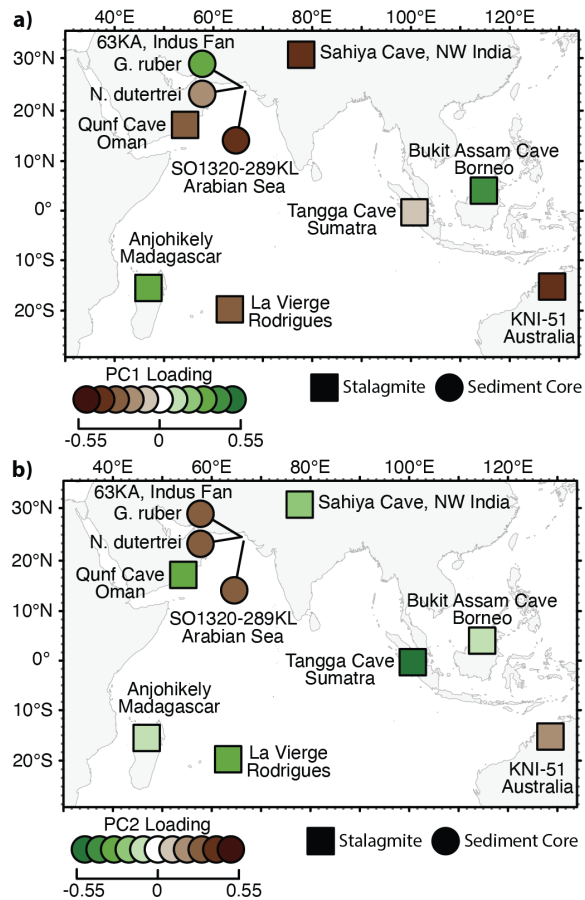 a)
40°E 60°E 80°E 100°E 120°E
30°N
20°N
10°N
0°
10°S
20°S
63KA, Indus Fan
G. ruber
N. dutertrei
Sahiya Cave, NW India
Qunf Cave
Oman
SO1320-289KL
Arabian Sea
Bukit Assam Cave
Borneo
Tangga Cave
Sumatra
Anjohikely
Madagascar
La Vierge
Rodrigues
KNI-51
Australia
PC1 Loading
-0.55 0 0.55
Stalagmite
Sediment Core
b)
40°E 60°E 80°E 100°E 120°E
30°N
20°N
10°N
0°
10°S
20°S
63KA, Indus Fan
G. ruber
N. dutertrei
Sahiya Cave, NW India
Qunf Cave
Oman
SO1320-289KL
Arabian Sea
Bukit Assam Cave
Borneo
Tangga Cave
Sumatra
Anjohikely
Madagascar
La Vierge
Rodrigues
KNI-51
Australia
PC2 Loading
-0.55 0 0.55
Stalagmite
Sediment Core